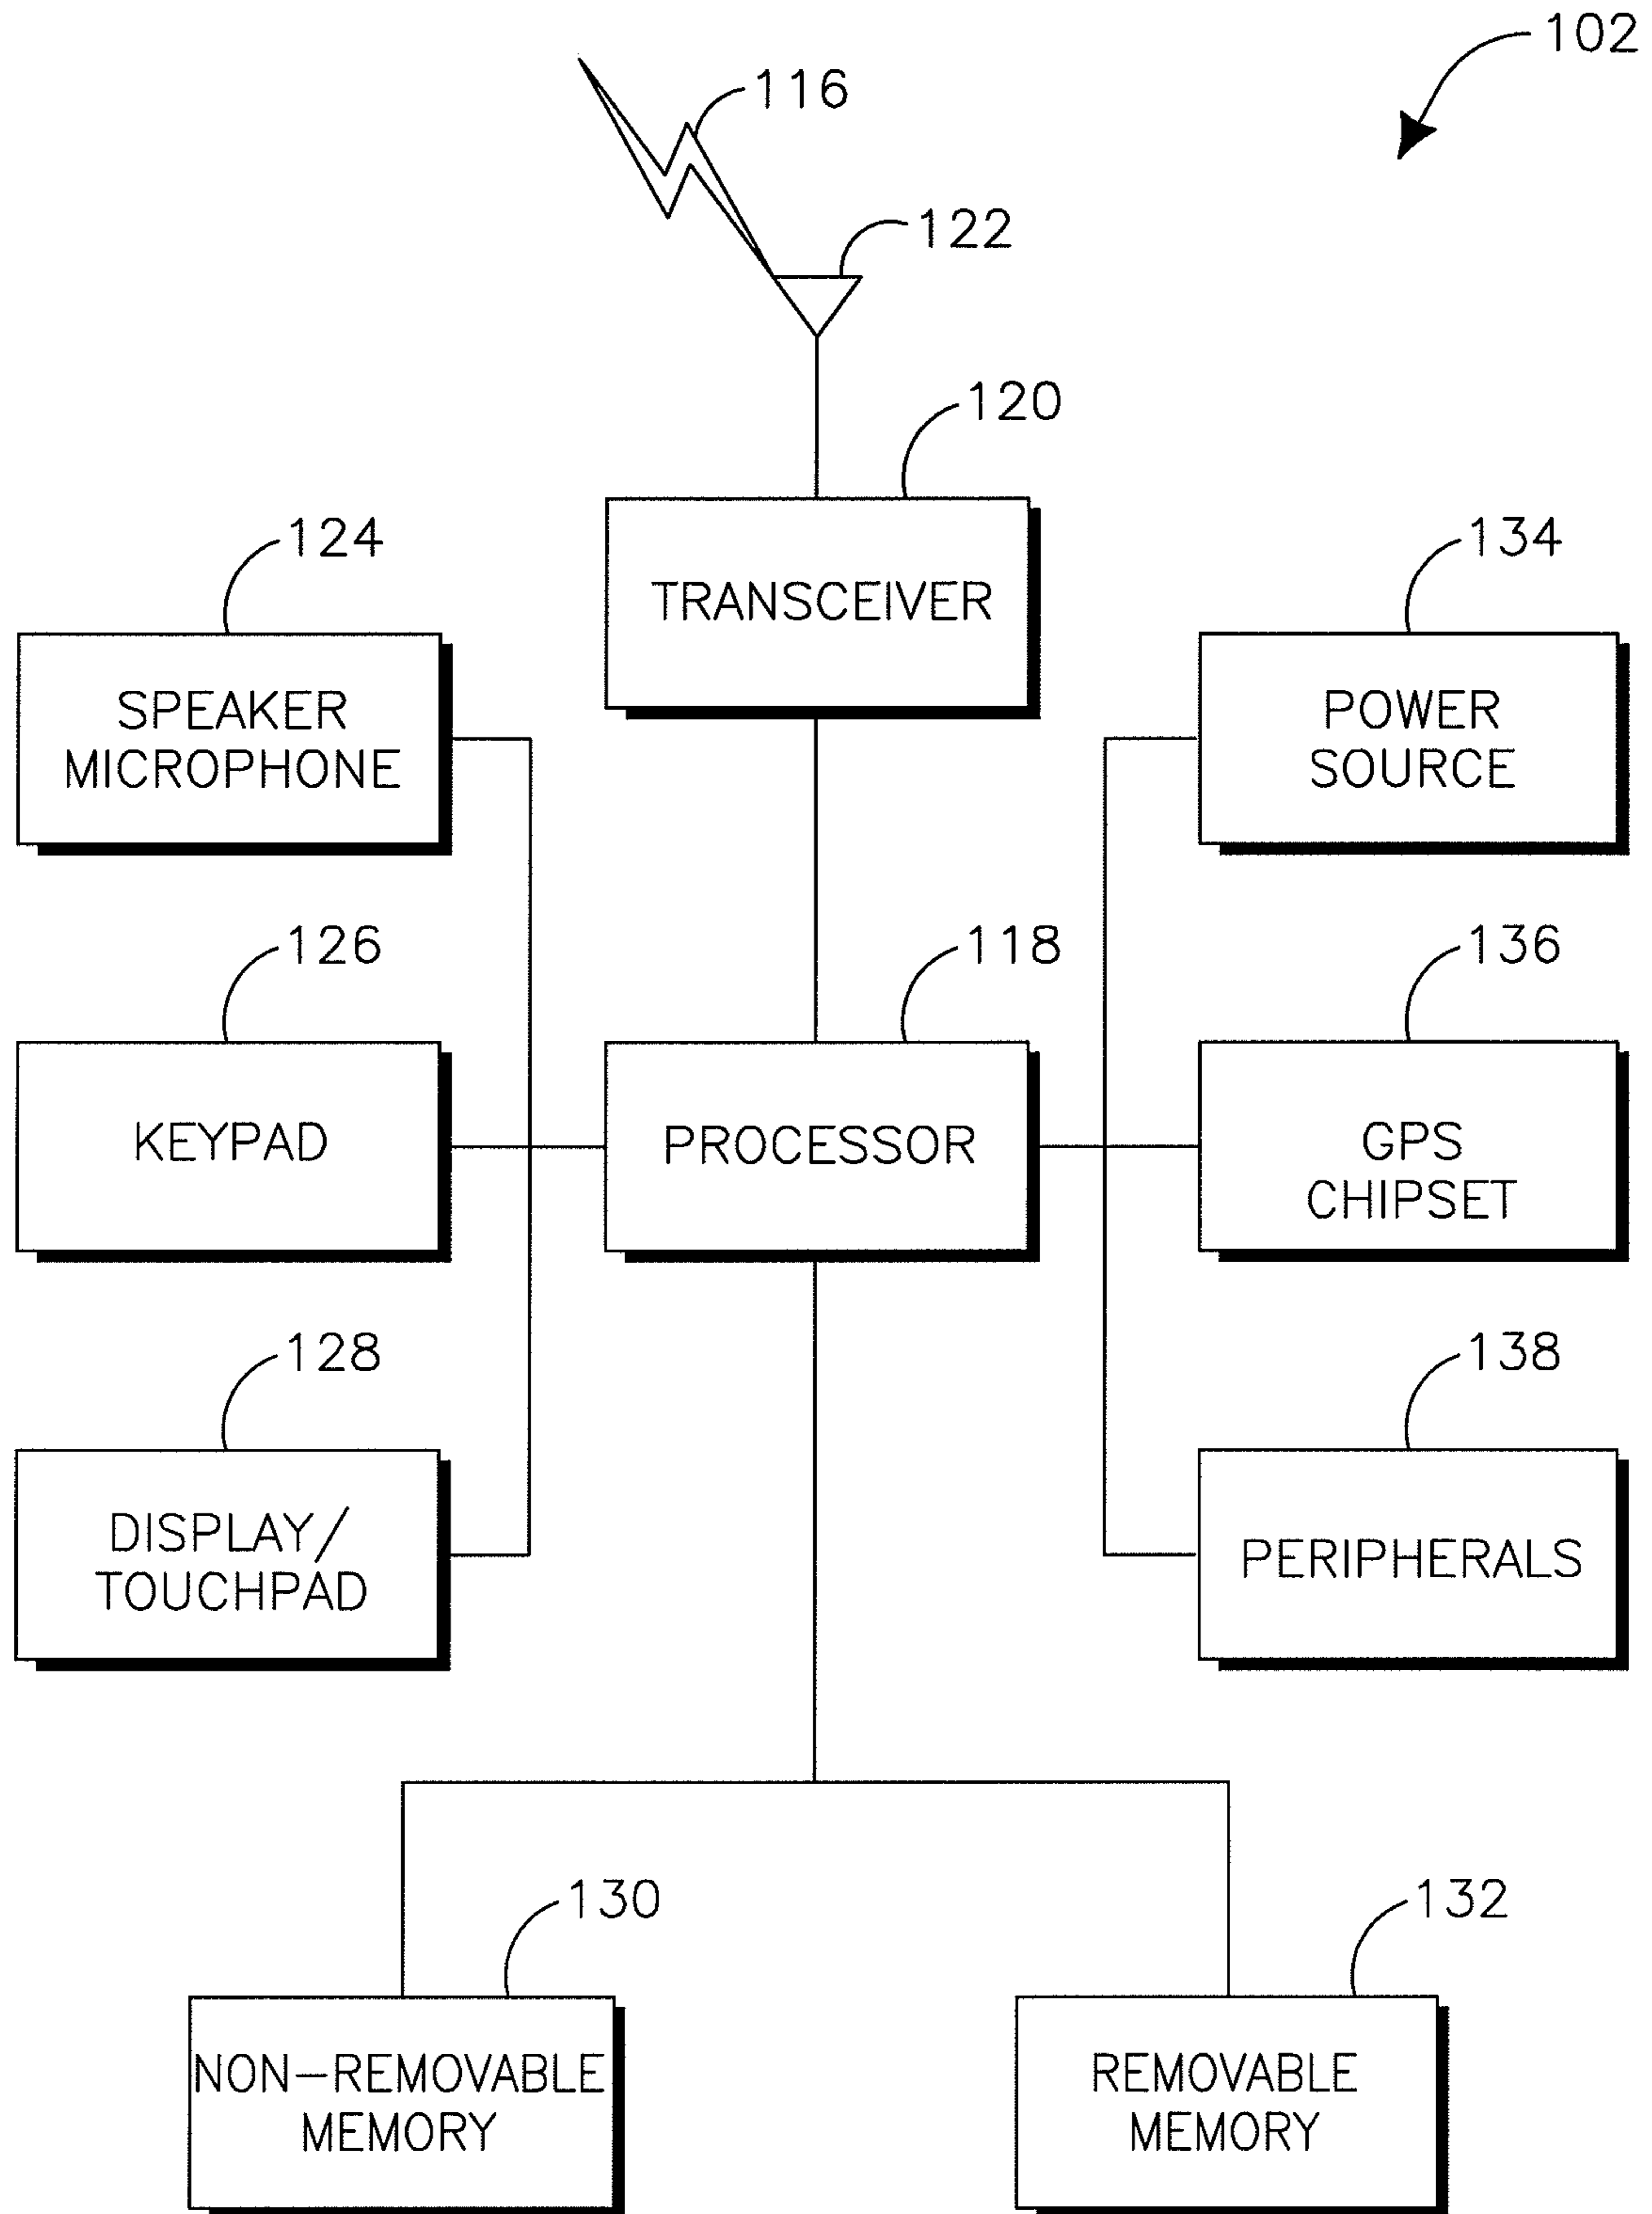 102
116
122
120
TRANSCEIVER
124
SPEAKER
MICROPHONE
134
POWER
SOURCE
126
KEYPAD
118
PROCESSOR
136
GPS
CHIPSET
128
DISPLAY/
TOUCHPAD
138
PERIPHERALS
130
NON-REMOVABLE
MEMORY
132
REMOVABLE
MEMORY